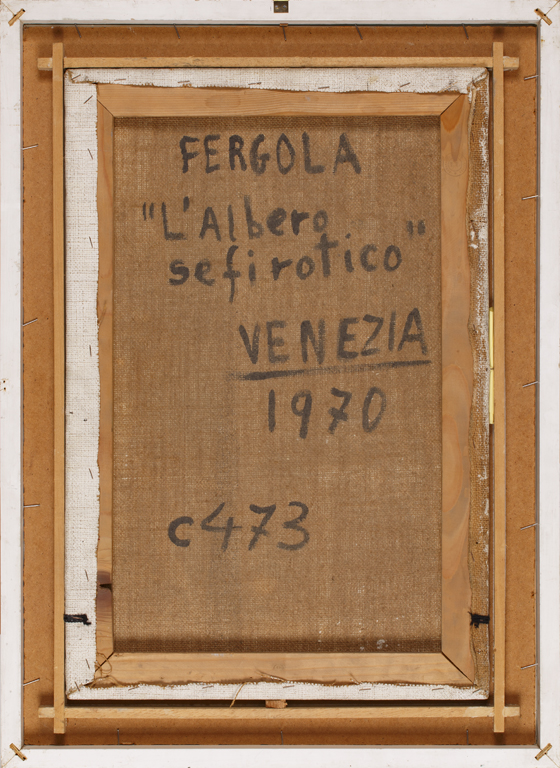 FERGOLA
"L'Albero
sefirotico"
VENEZIA
1970
c473